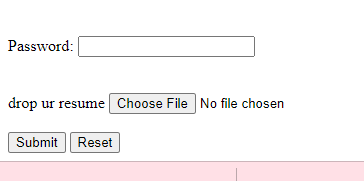 Password:
drop ur resume Choose File No file chosen
Submit Reset